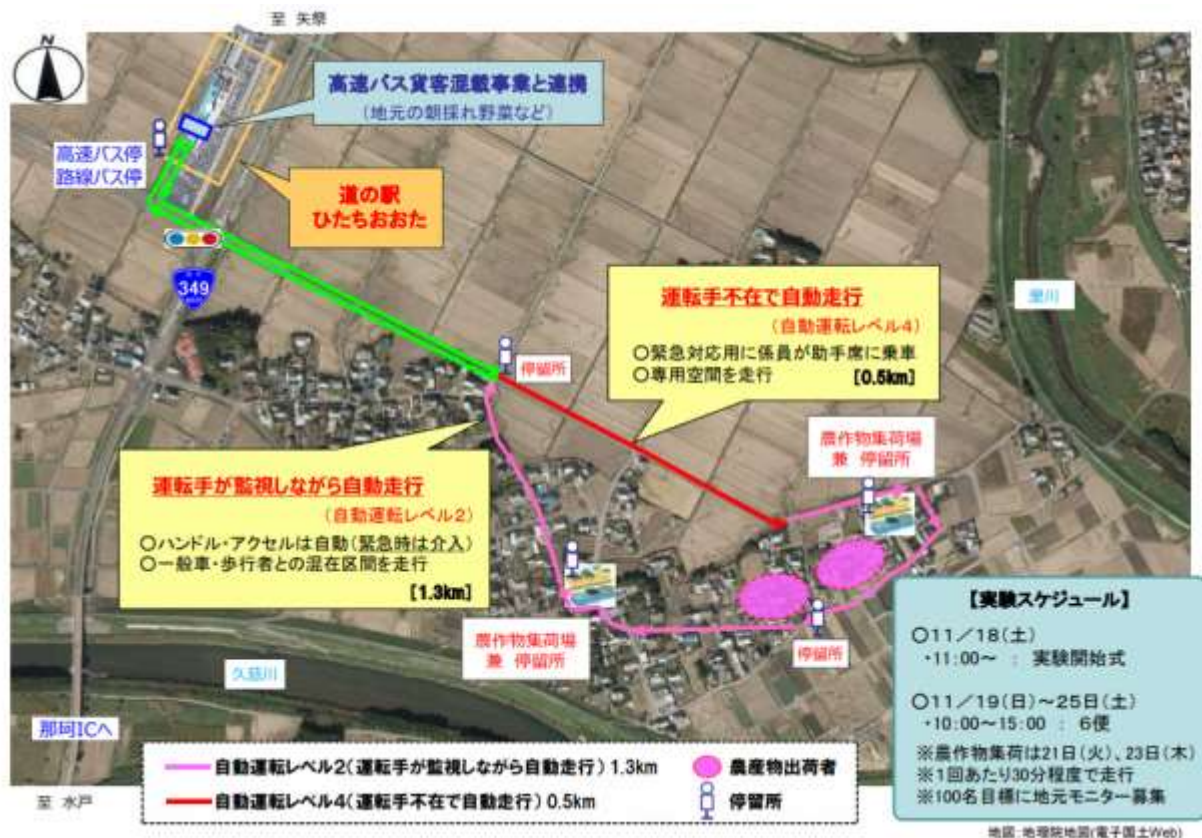 至 矢祭
N
高速バス貨客混載事業と連携
(地元の朝採れ野菜など)
高速バス停
路線バス停
道の駅
ひたちおおた
349
運転手不在で自動走行
(自動運転レベル4)
○緊急対応用に係員が助手席に乗車
○専用空間を走行
[0.5km]
里川
停留所
農作物集荷場
兼 停留所
運転手が監視しながら自動走行
(自動運転レベル2)
○ハンドル・アクセルは自動(緊急時は介入)
○一般車・歩行者との混在区間を走行
[1.3km]
農作物集荷場
兼 停留所
停留所
久慈川
那珂ICへ
至 水戸
【実験スケジュール】
○11/18(土)
・11:00~ : 実験開始式
○11/19(日)~25日(土)
・10:00~15:00 : 6便
※農作物集荷は21日(火)、23日(木)
※1回あたり30分程度で走行
※100名目標に地元モニター募集
自動運転レベル2(運転手が監視しながら自動走行) 1.3km
農産物出荷者
自動運転レベル4(運転手不在で自動走行) 0.5km
停留所
地図:地理院地図(電子国土Web)